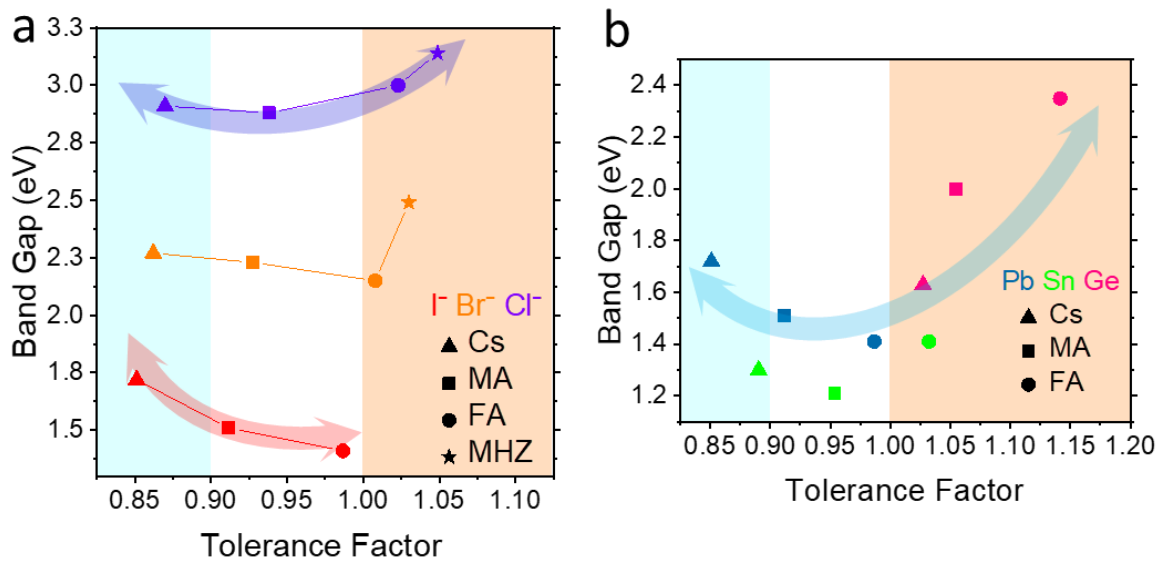 a
3.3
3.0
2.8
2.5
2.3
2.0
1.8
1.5
Band Gap (eV)
I⁻ Br⁻ Cl⁻
Cs
MA
FA
MHZ
0.85 0.90 0.95 1.00 1.05 1.10
Tolerance Factor
b
2.4
2.2
2.0
1.8
1.6
1.4
1.2
Band Gap (eV)
Pb Sn Ge
Cs
MA
FA
0.85 0.90 0.95 1.00 1.05 1.10 1.15 1.20
Tolerance Factor